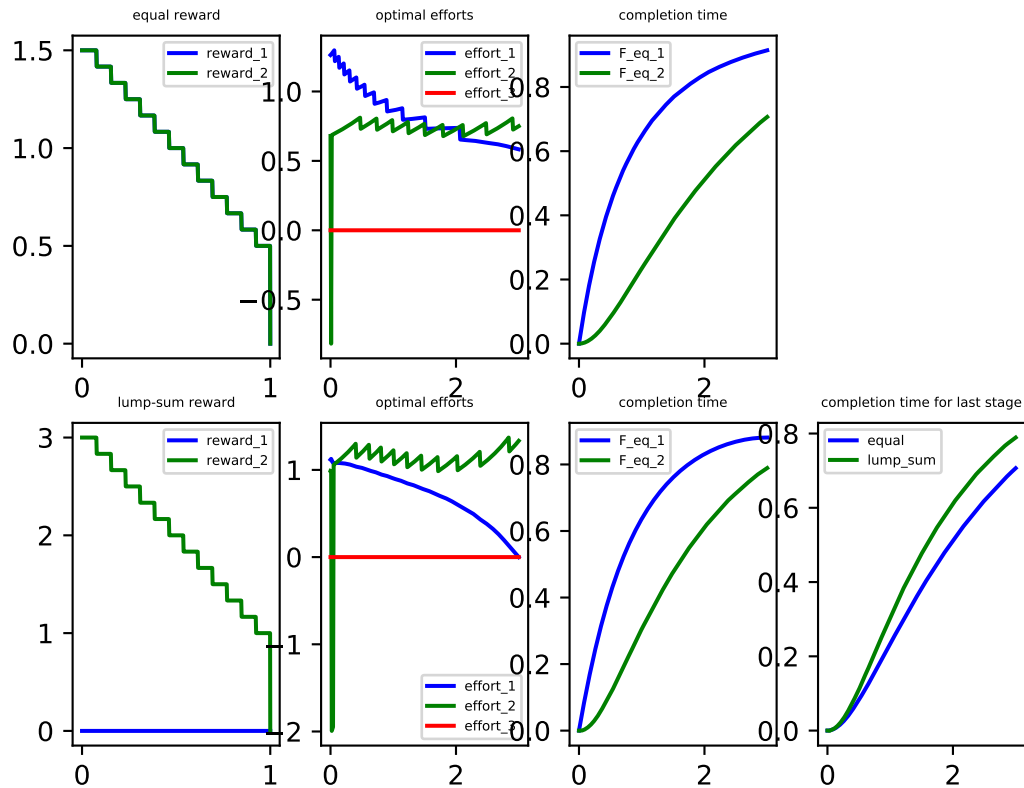 equal reward
1.5
1.0
0.5
0.0
0
1
reward_1
reward_2
optimal efforts
1.0
0.5
0.0
−0.5
0
2
effort_1
effort_2
effort_3
completion time
0.8
0.6
0.4
0.2
0.0
0
2
F_eq_1
F_eq_2
lump-sum reward
3
2
1
0
0
1
reward_1
reward_2
optimal efforts
1
0
−1
−2
0
2
effort_1
effort_2
effort_3
completion time
0.8
0.6
0.4
0.2
0.0
0
2
F_eq_1
F_eq_2
completion time for last stage
0.8
0.6
0.4
0.2
0.0
0
2
equal
lump_sum